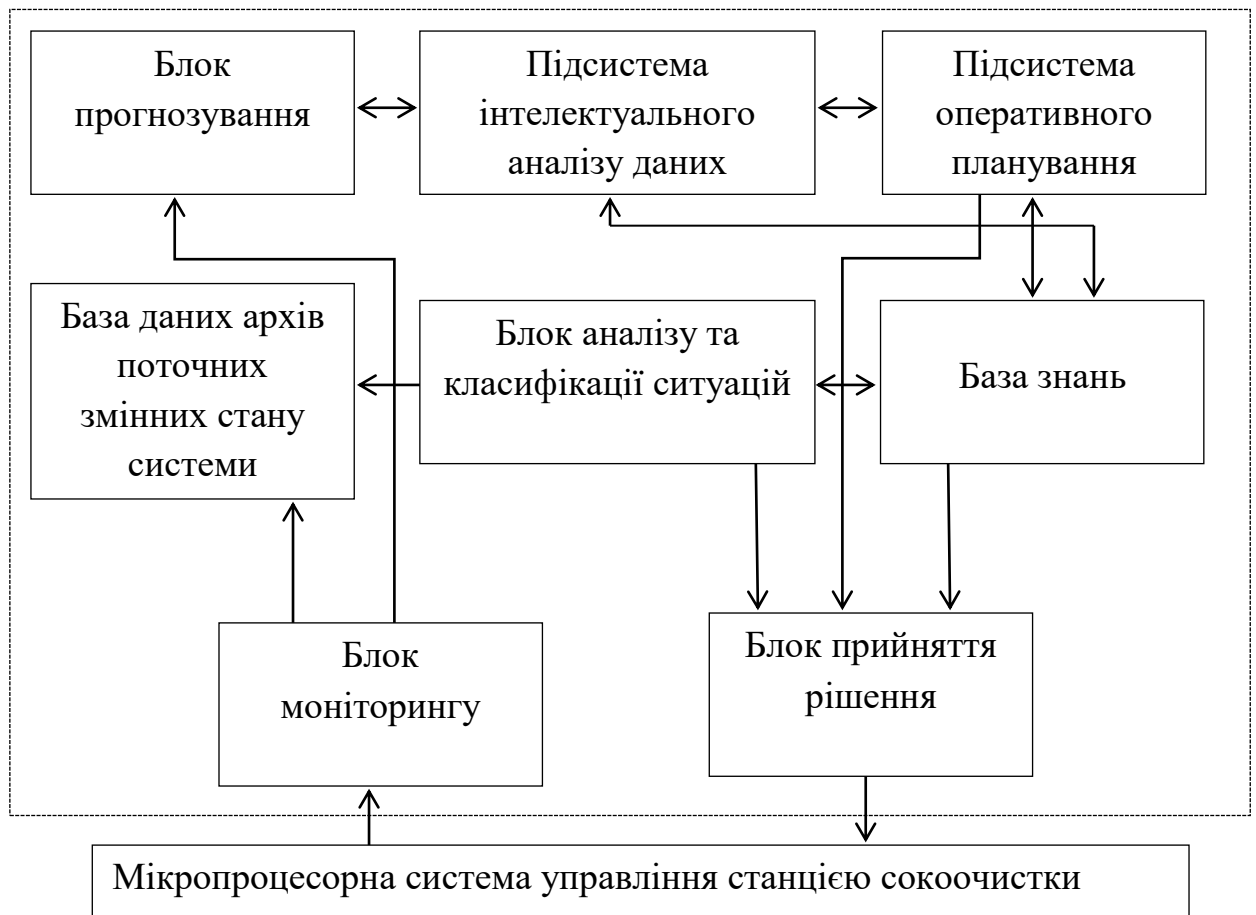 Блок
прогнозування
Підсистема
інтелектуального
аналізу даних
Підсистема
оперативного
планування
База даних архів
поточних
змінних стану
системи
Блок аналізу та
класифікації ситуацій
База знань
Блок
моніторингу
Блок прийняття
рішення
Мікропроцесорна система управління станцією сокоочистки